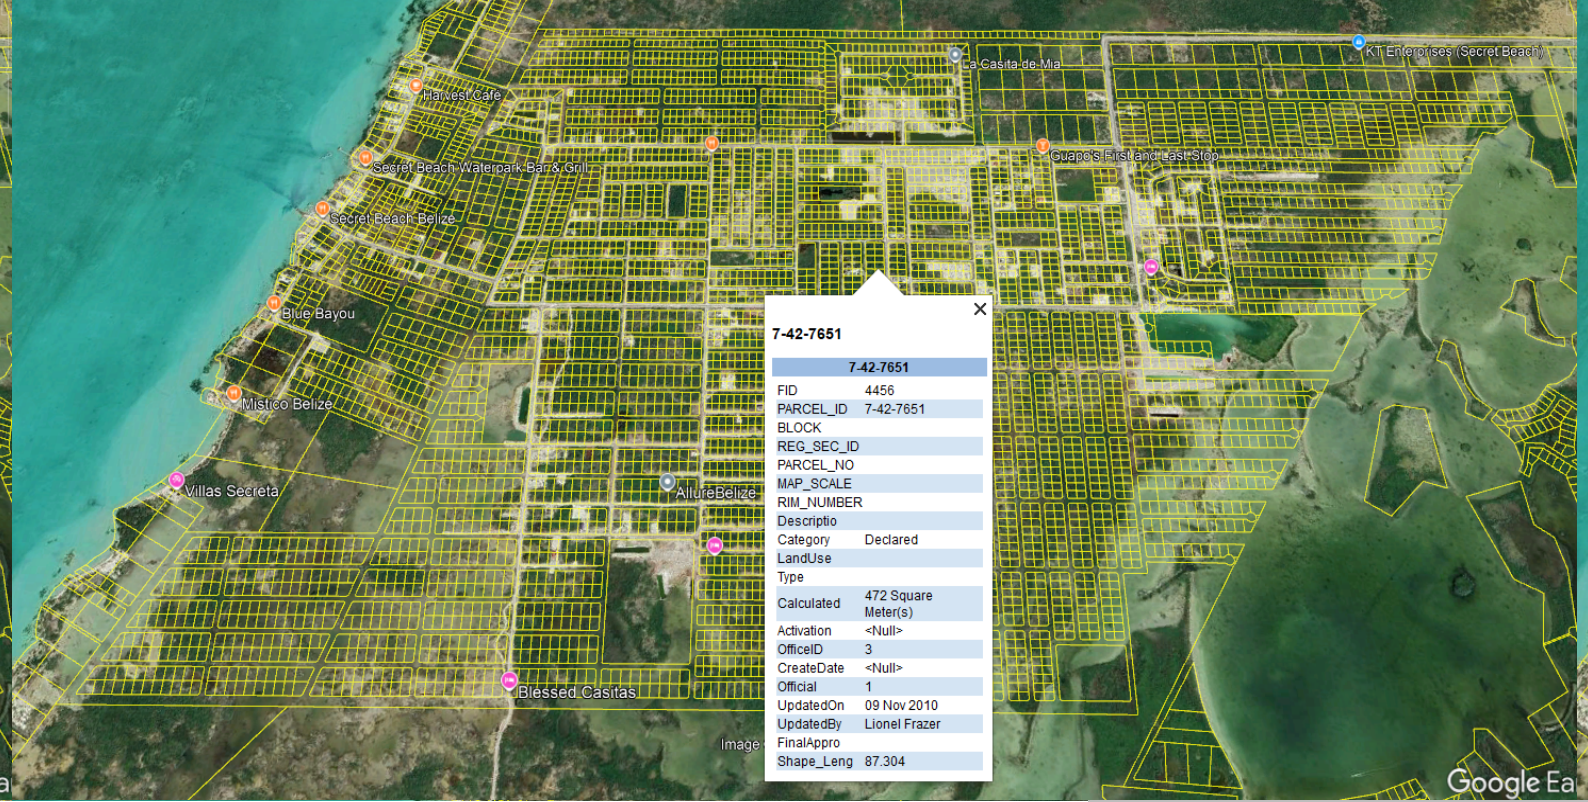 KT Enterprises (Secret Beach)
La Casita de Mia
Harvest Cafe
Guapo's First and Last Stop
Secret Beach Waterpark Bar & Grill
Secret Beach Belize
Blue Bayou
Mistico Belize
Villas Secreta
AllureBelize
Blessed Casitas
Image
7-42-7651
7-42-7651
FID 4456
PARCEL_ID 7-42-7651
BLOCK
REG_SEC_ID
PARCEL_NO
MAP_SCALE
RIM_NUMBER
Descriptio
Category Declared
LandUse
Type
Calculated 472 Square
Meter(s)
Activation <Null>
OfficeID 3
CreateDate <Null>
Official 1
UpdatedOn 09 Nov 2010
UpdatedBy Lionel Frazer
FinalAppro
Shape_Leng 87.304
Google Ea